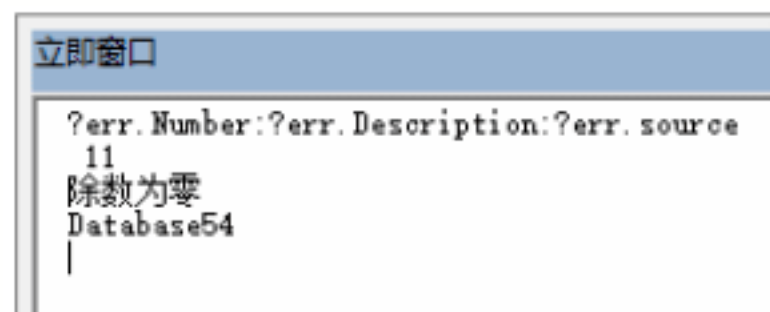 立即窗口
?err.Number:?err.Description:?err.source
11
除数为零
Database54